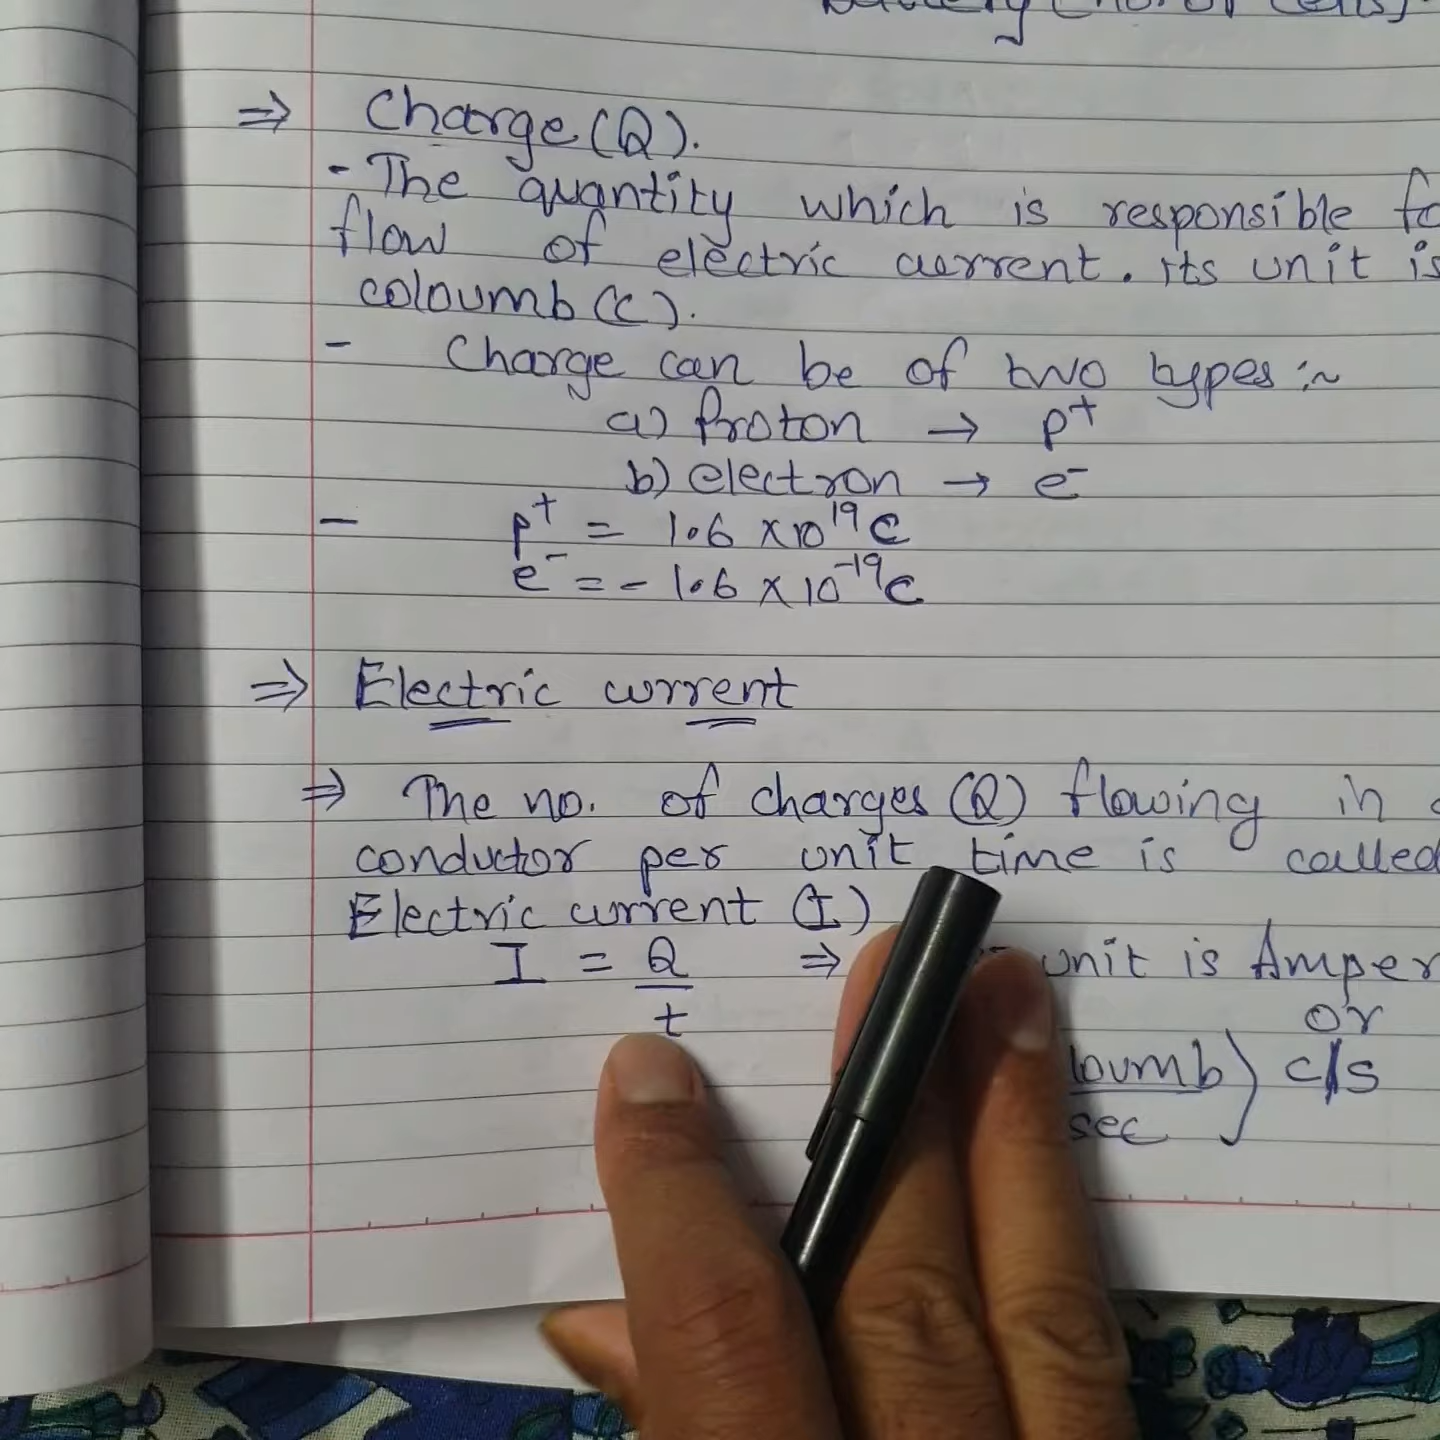 ⇒ Charge (Q).
- The quantity which is responsible
flow of electric current. its unit is
coloumb (C).
- Charge can be of two types :~
a) Proton → p⁺
b) electron → e⁻
- p⁺ = 1.6 × 10¹⁹ C
e⁻ = - 1.6 × 10⁻¹⁹ C
⇒ Electric current
⇒ The no. of charges (Q) flowing in
conductor per unit time is called
Electric current (I)
I = Q/t ⇒ unit is Amper
or
loumb/sec) c/s